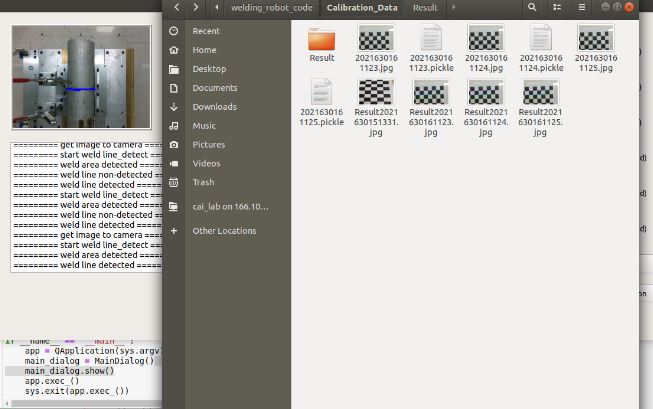 welding_robot_code
Calibration_Data
Result
Recent
Home
Desktop
Documents
Downloads
Music
Pictures
Videos
Trash
cai_lab on 166.10...
Other Locations
Result
202163016
1123.jpg
202163016
1123.pickle
202163016
1124.jpg
202163016
1124.pickle
202163016
1125.jpg
202163016
1125.pickle
Result2021
630151331.
jpg
Result2021
630161123.
jpg
Result2021
630161124.
jpg
Result2021
630161125.
jpg
========= get image to camera ====
========= start weld line_detect ===
========= weld area detected =====
========= weld line non-detected ==
========= weld line detected =====
========= start weld line_detect ===
========= weld area detected =====
========= weld line non-detected ==
========= weld line detected =====
========= get image to camera ====
========= start weld line_detect ===
========= weld area detected =====
========= weld line detected =====
if __name__ == "__main__":
app = QApplication(sys.argv)
main_dialog = MainDialog()
main_dialog.show()
app.exec_()
sys.exit(app.exec_())